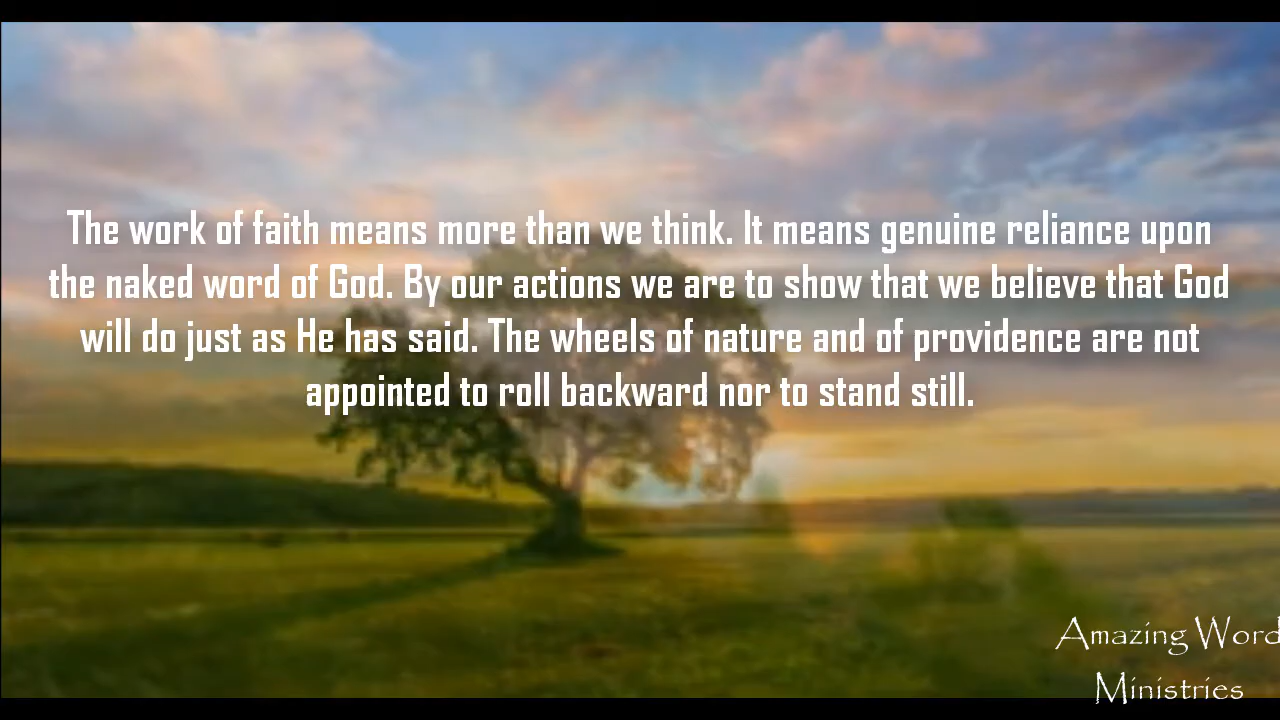 The work of faith means more than we think. It means genuine reliance upon
the naked word of God. By our actions we are to show that we believe that God
will do just as He has said. The wheels of nature and of providence are not
appointed to roll backward nor to stand still.
Amazing Word
Ministries